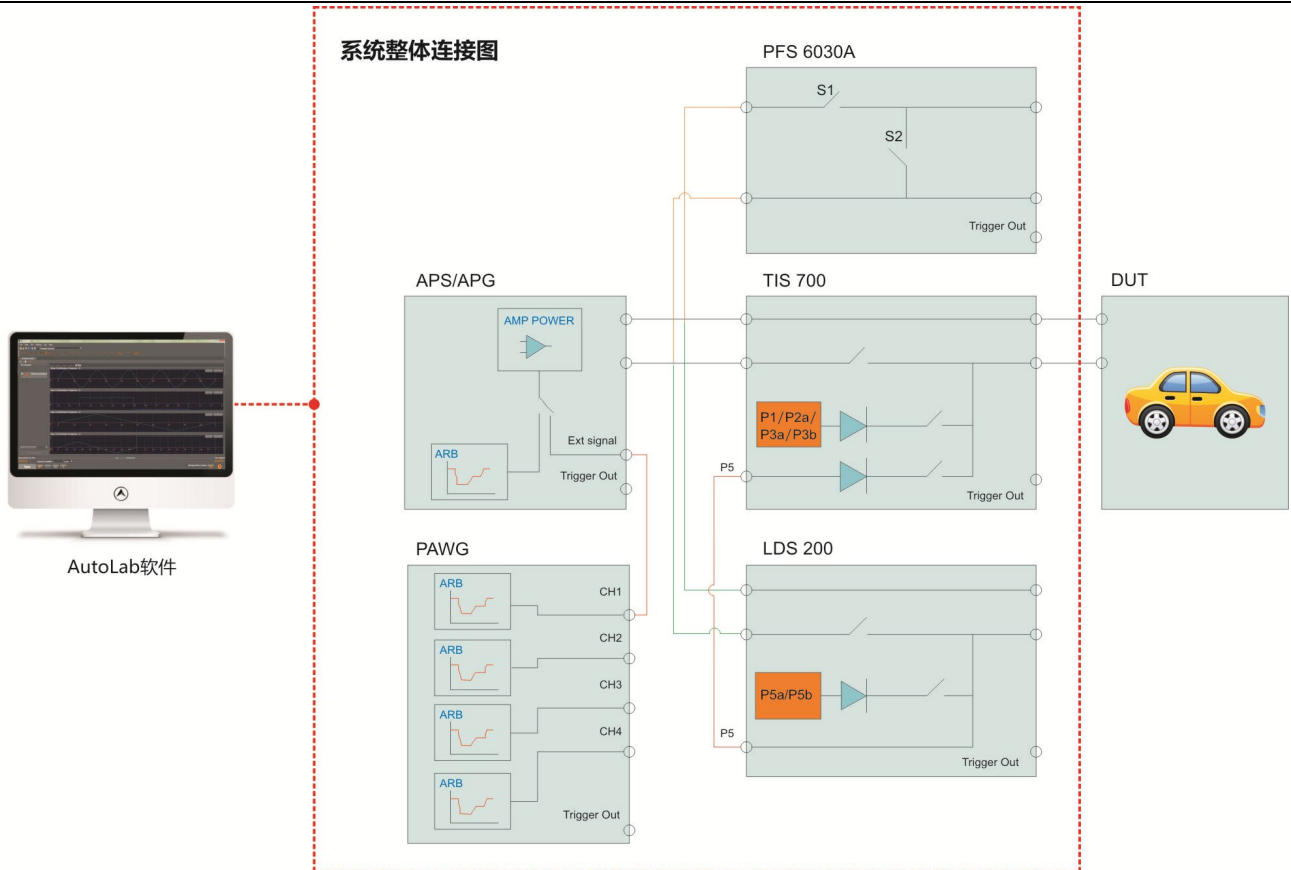 系统整体连接图
PFS 6030A
S1
S2
Trigger Out
APS/APG
AMP POWER
Ext signal
ARB
Trigger Out
TIS 700
P1/P2a/
P3a/P3b
P5
Trigger Out
DUT
AutoLab软件
PAWG
ARB
CH1
CH2
ARB
CH3
ARB
CH4
ARB
Trigger Out
LDS 200
P5a/P5b
P5
Trigger Out